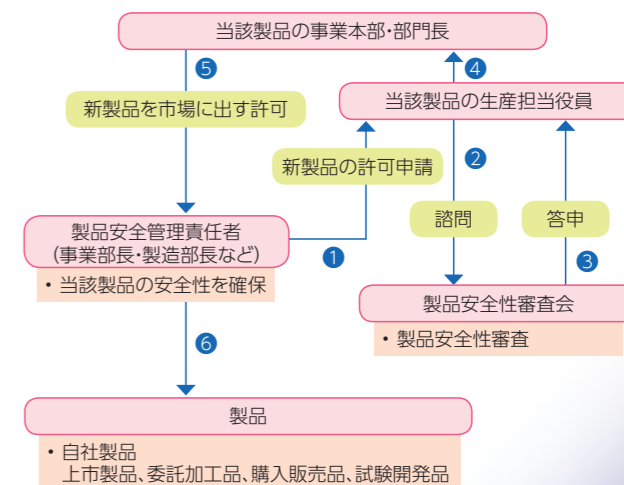 当該製品の事業本部・部門長
❺
❹
新製品を市場に出す許可
当該製品の生産担当役員
新製品の許可申請
❷
諮問
答申
製品安全管理責任者
(事業部長・製造部長など)
❶
❸
・当該製品の安全性を確保
製品安全性審査会
・製品安全性審査
❻
製品
・自社製品
上市製品、委託加工品、購入販売品、試験開発品